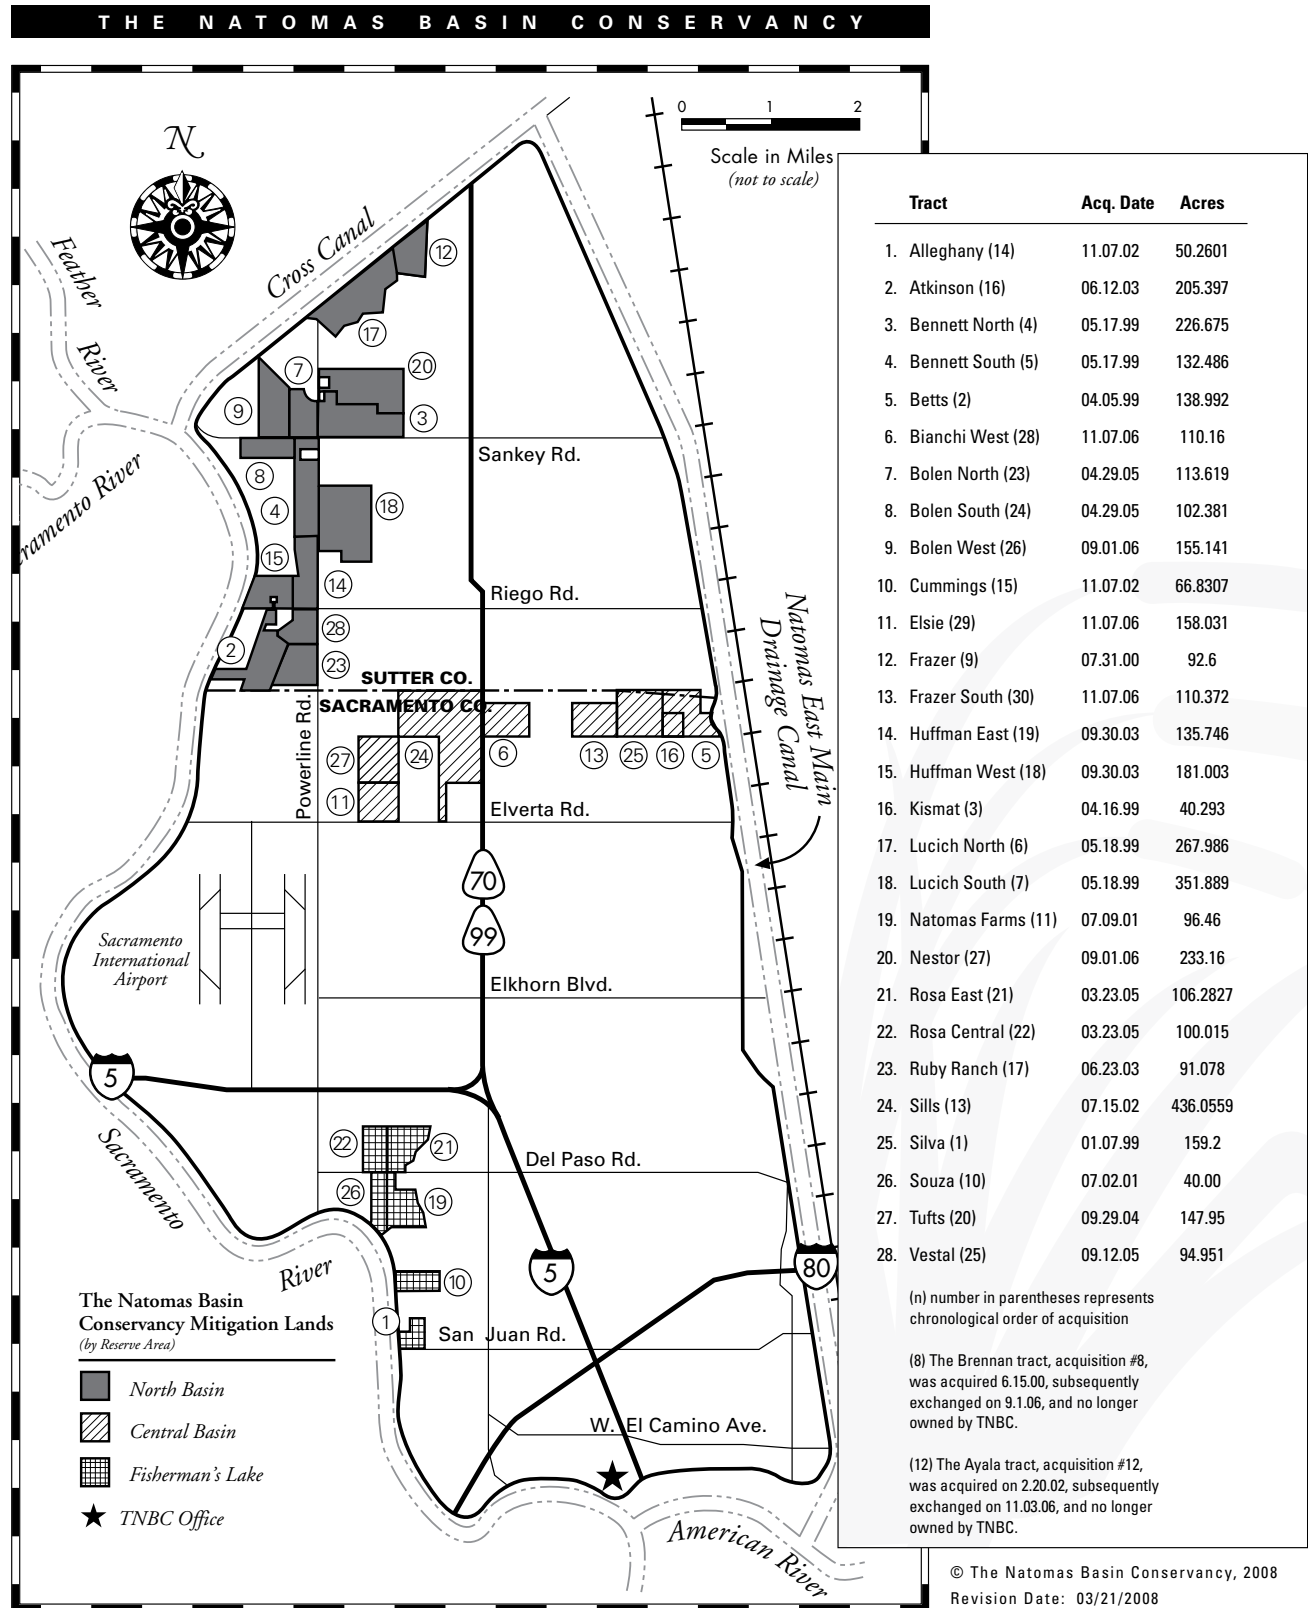 THE NATOMAS BASIN CONSERVANCY
N
0 1 2
Scale in Miles
(not to scale)
Cross Canal
Feather
River
Sacramento River
12
17
7
20
9
3
Sankey Rd.
8
4
18
15
14
Riego Rd.
28
2
23
SUTTER CO.
SACRAMENTO CO.
Powerline Rd.
Natomas East Main
Drainage Canal
27
24
6
13
25
16
5
11
Elverta Rd.
70
99
Sacramento
International
Airport
Elkhorn Blvd.
5
22
21
Del Paso Rd.
26
19
Sacramento
River
10
5
80
1
San Juan Rd.
W. El Camino Ave.
American River
The Natomas Basin
Conservancy Mitigation Lands
(by Reserve Area)
North Basin
Central Basin
Fisherman's Lake
TNBC Office
Tract Acq. Date Acres
1. Alleghany (14) 11.07.02 50.2601
2. Atkinson (16) 06.12.03 205.397
3. Bennett North (4) 05.17.99 226.675
4. Bennett South (5) 05.17.99 132.486
5. Betts (2) 04.05.99 138.992
6. Bianchi West (28) 11.07.06 110.16
7. Bolen North (23) 04.29.05 113.619
8. Bolen South (24) 04.29.05 102.381
9. Bolen West (26) 09.01.06 155.141
10. Cummings (15) 11.07.02 66.8307
11. Elsie (29) 11.07.06 158.031
12. Frazer (9) 07.31.00 92.6
13. Frazer South (30) 11.07.06 110.372
14. Huffman East (19) 09.30.03 135.746
15. Huffman West (18) 09.30.03 181.003
16. Kismat (3) 04.16.99 40.293
17. Lucich North (6) 05.18.99 267.986
18. Lucich South (7) 05.18.99 351.889
19. Natomas Farms (11) 07.09.01 96.46
20. Nestor (27) 09.01.06 233.16
21. Rosa East (21) 03.23.05 106.2827
22. Rosa Central (22) 03.23.05 100.015
23. Ruby Ranch (17) 06.23.03 91.078
24. Sills (13) 07.15.02 436.0559
25. Silva (1) 01.07.99 159.2
26. Souza (10) 07.02.01 40.00
27. Tufts (20) 09.29.04 147.95
28. Vestal (25) 09.12.05 94.951
(n) number in parentheses represents
chronological order of acquisition
(8) The Brennan tract, acquisition #8,
was acquired 6.15.00, subsequently
exchanged on 9.1.06, and no longer
owned by TNBC.
(12) The Ayala tract, acquisition #12,
was acquired on 2.20.02, subsequently
exchanged on 11.03.06, and no longer
owned by TNBC.
© The Natomas Basin Conservancy, 2008
Revision Date: 03/21/2008